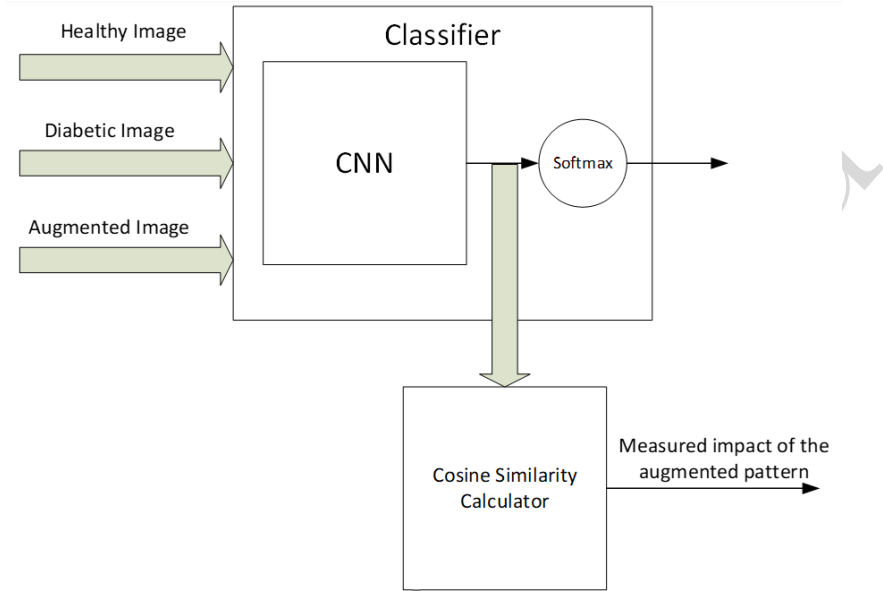 Healthy Image
Classifier
Diabetic Image
CNN
Softmax
Augmented Image
Cosine Similarity
Calculator
Measured impact of the
augmented pattern